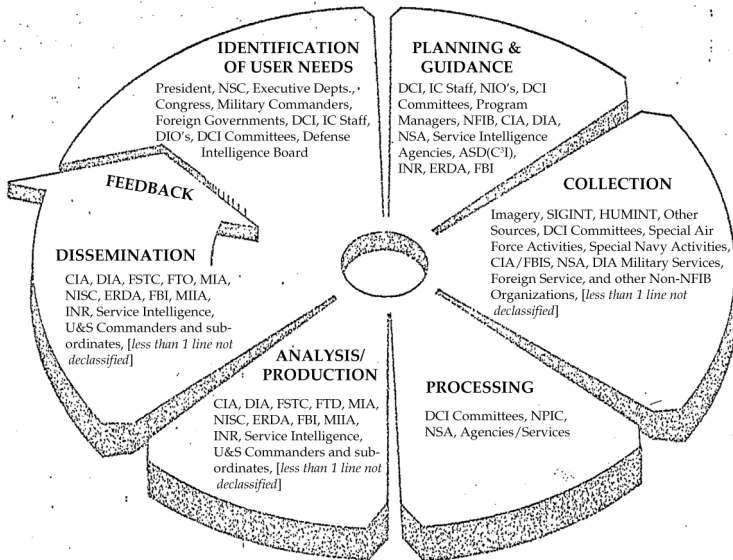 IDENTIFICATION
OF USER NEEDS
President, NSC, Executive Depts.,
Congress, Military Commanders,
Foreign Governments, DCI, IC Staff,
DIO's, DCI Committees, Defense
Intelligence Board
PLANNING &
GUIDANCE
DCI, IC Staff, NIO's, DCI
Committees, Program
Managers, NFIB, CIA, DIA,
NSA, Service Intelligence
Agencies, ASD(C³I),
INR, ERDA, FBI
COLLECTION
Imagery, SIGINT, HUMINT, Other
Sources, DCI Committees, Special Air
Force Activities, Special Navy Activities,
CIA/FBIS, NSA, DIA Military Services,
Foreign Service, and other Non-NFIB
Organizations, [less than 1 line not
declassified]
PROCESSING
DCI Committees, NPIC,
NSA, Agencies/Services
ANALYSIS/
PRODUCTION
CIA, DIA, FSTC, FTD, MIA,
NISC, ERDA, FBI, MIIA,
INR, Service Intelligence,
U&S Commanders and sub-
ordinates, [less than 1 line not
declassified]
DISSEMINATION
CIA, DIA, FSTC, FTO, MIA,
NISC, ERDA, FBI, MIIA,
INR, Service Intelligence,
U&S Commanders and sub-
ordinates, [less than 1 line not
declassified]
FEEDBACK